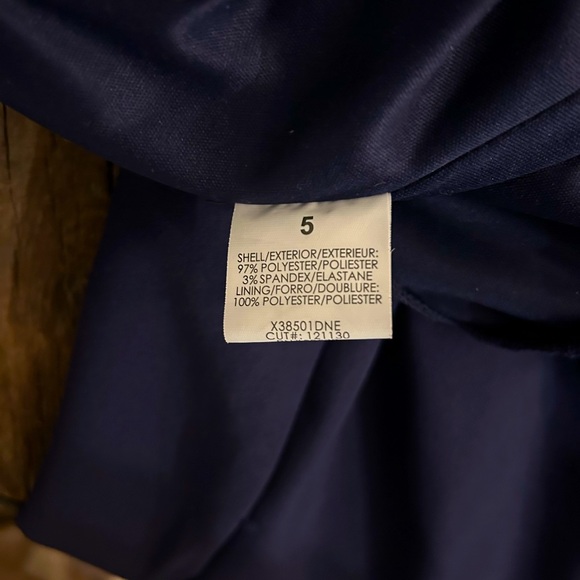 5
SHELL/EXTERIOR/EXTERIEUR:
97% POLYESTER/POLIESTER
3% SPANDEX/ELASTANE
LINING/FORRO/DOUBLURE:
100% POLYESTER/POLIESTER
X38501DNE
CUT#: 121130